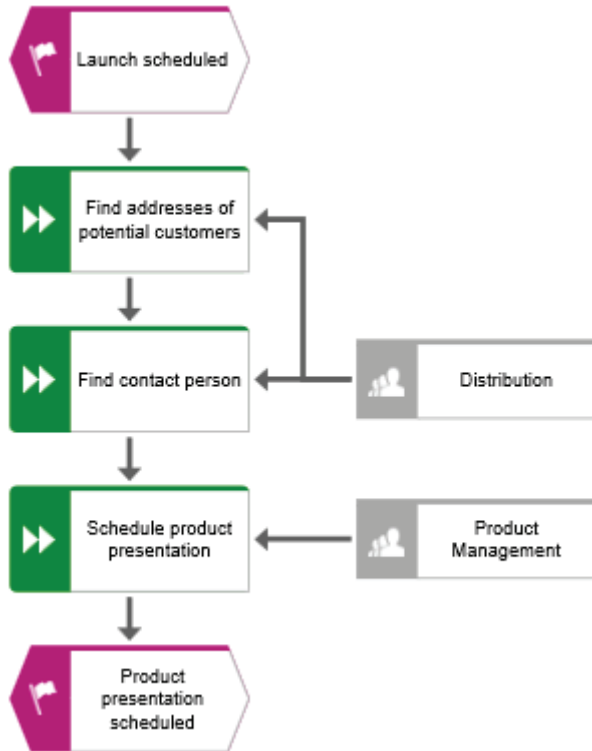 Launch scheduled
Find addresses of
potential customers
Find contact person
Distribution
Schedule product
presentation
Product
Management
Product
presentation
scheduled